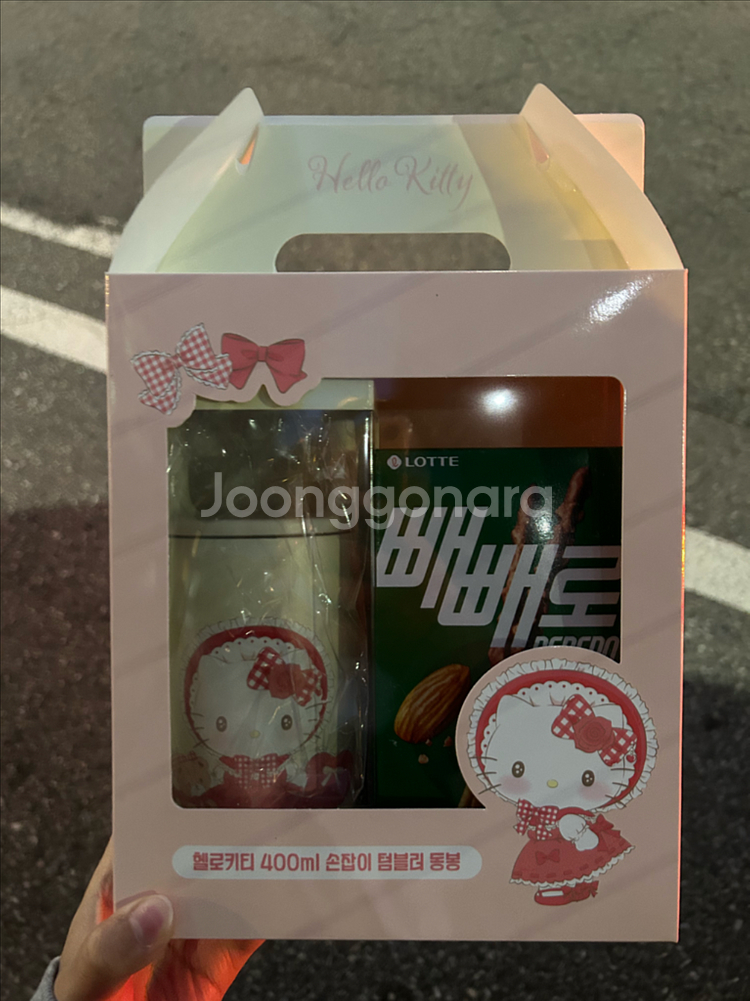 Hello Kitty
LOTTE
Joonggonara
빼빼로
PEPERO
헬로키티 400ml 손잡이 텀블러 동봉